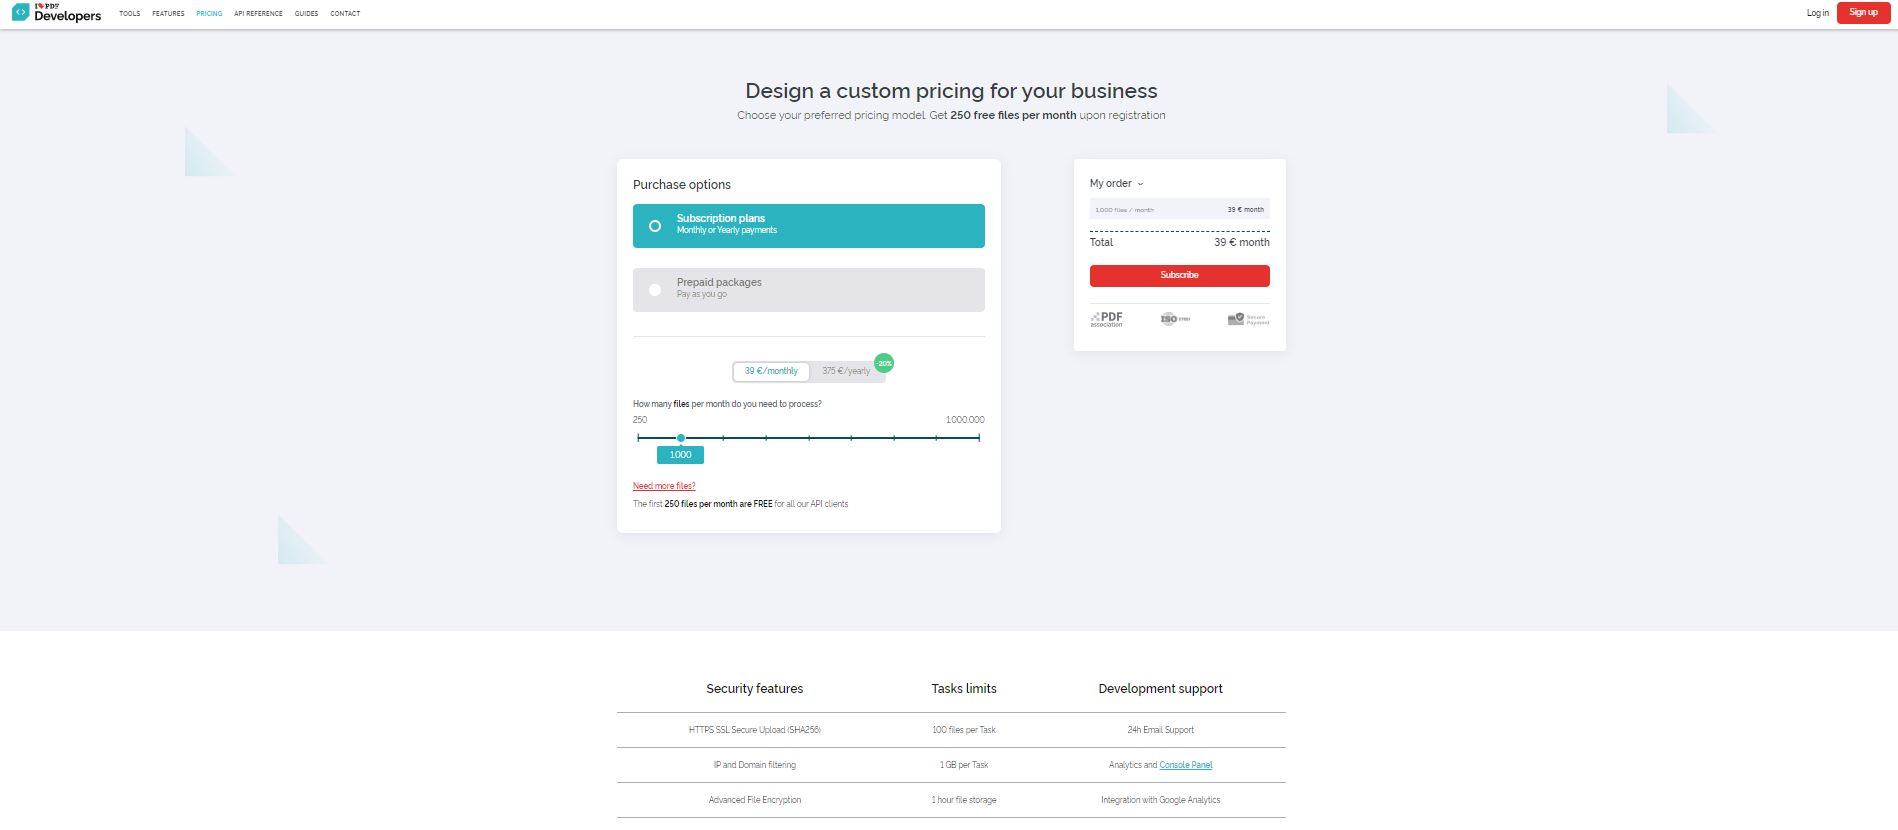 I PDF
Developers
TOOLS FEATURES PRICING API REFERENCE GUIDES CONTACT
Log in Sign up
Design a custom pricing for your business
Choose your preferred pricing model. Get 250 free files per month upon registration
Purchase options
Subscription plans
Monthly or Yearly payments
Prepaid packages
Pay as you go
39 €/monthly 375 €/yearly -20%
How many files per month do you need to process?
250 1.000.000
1.000
Need more files?
The first 250 files per month are FREE for all our API clients
My order
1.000 files / month 39 € month
Total 39 € month
Subscribe
PDF
association
ISO 27001
Secure
Payment
Security features Tasks limits Development support
HTTPS SSL Secure Upload (SHA256) 100 files per Task 24h Email Support
IP and Domain filtering 1 GB per Task Analytics and Console Panel
Advanced File Encryption 1 hour file storage Integration with Google Analytics